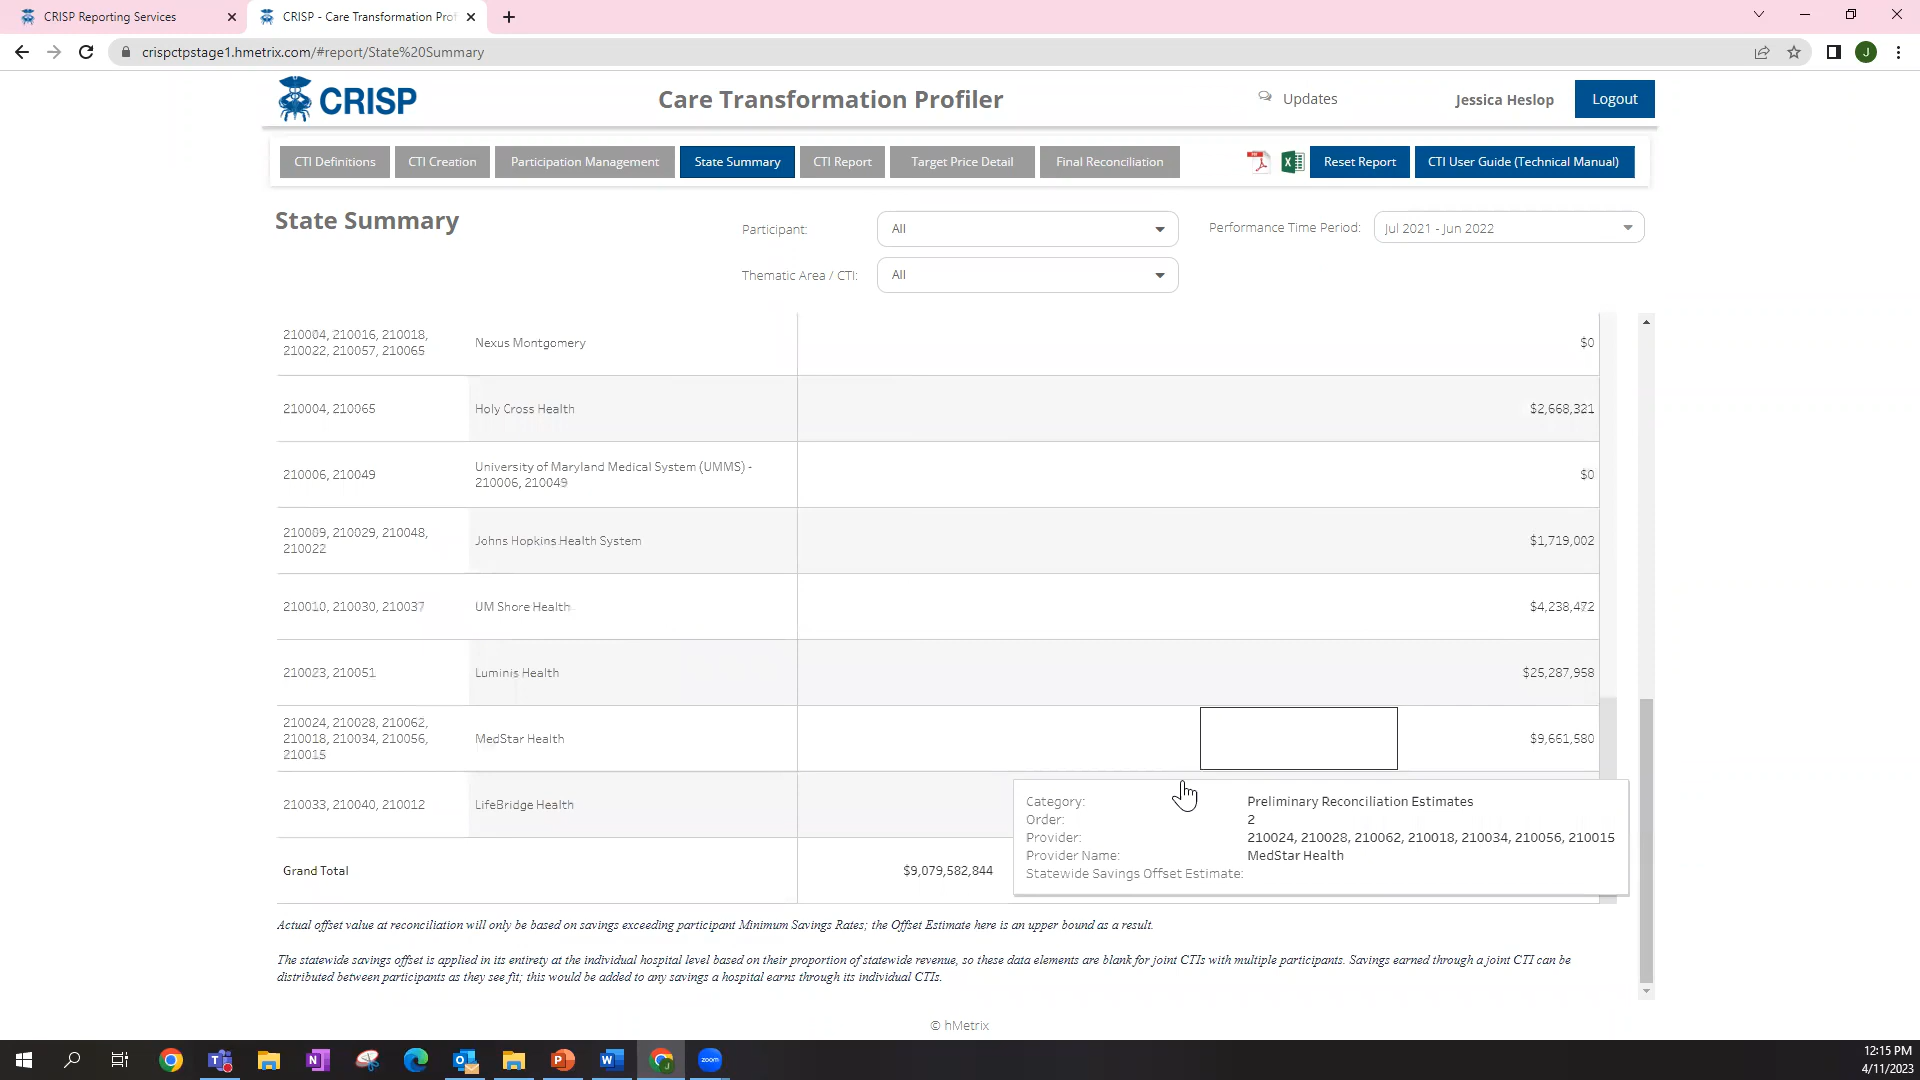 CRISP Reporting Services
CRISP - Care Transformation Prof
crispctpstage1.hmetrix.com/#report/State%20Summary
J
CRISP
Care Transformation Profiler
Updates
Jessica Heslop
Logout
CTI Definitions
CTI Creation
Participation Management
State Summary
CTI Report
Target Price Detail
Final Reconciliation
Reset Report
CTI User Guide (Technical Manual)
State Summary
Participant:
All
Performance Time Period:
Jul 2021 - Jun 2022
Thematic Area / CTI:
All
210004, 210016, 210018,
210022, 210057, 210065
Nexus Montgomery
$0
210004, 210065
Holy Cross Health
$2,668,321
210006, 210049
University of Maryland Medical System (UMMS) -
210006, 210049
$0
210009, 210029, 210048,
210022
Johns Hopkins Health System
$1,719,002
210010, 210030, 210037
UM Shore Health
$4,238,472
210023, 210051
Luminis Health
$25,287,958
210024, 210028, 210062,
210018, 210034, 210056,
210015
MedStar Health
$9,661,580
210033, 210040, 210012
LifeBridge Health
Category:
Preliminary Reconciliation Estimates
Order:
2
Provider:
210024, 210028, 210062, 210018, 210034, 210056, 210015
Provider Name:
MedStar Health
Statewide Savings Offset Estimate:
Grand Total
$9,079,582,844
Actual offset value at reconciliation will only be based on savings exceeding participant Minimum Savings Rates; the Offset Estimate here is an upper bound as a result.
The statewide savings offset is applied in its entirety at the individual hospital level based on their proportion of statewide revenue, so these data elements are blank for joint CTIs with multiple participants. Savings earned through a joint CTI can be
distributed between participants as they see fit; this would be added to any savings a hospital earns through its individual CTIs.
© hMetrix
zoom
12:15 PM
4/11/2023